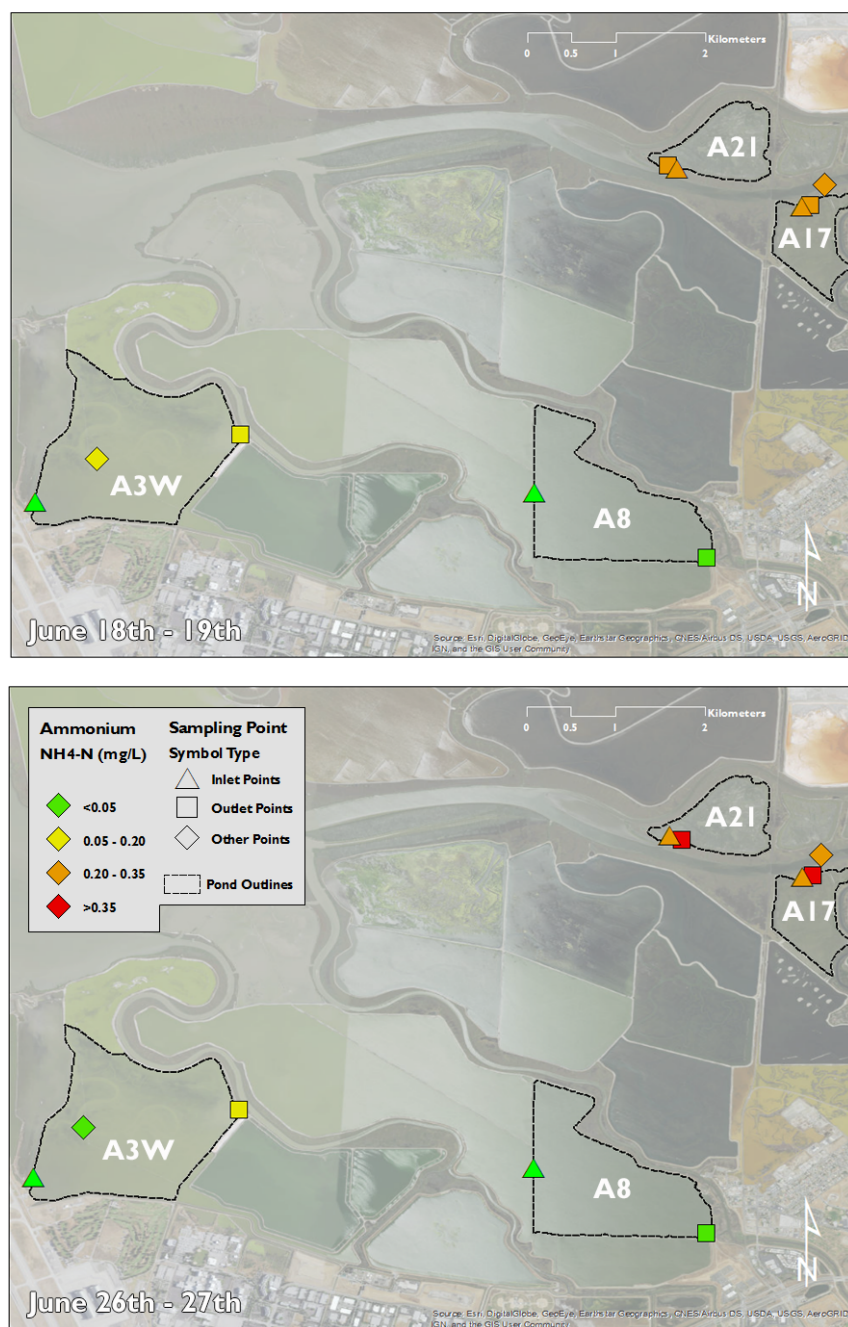 Kilometers
0 0.5 1 2
A21
A17
A3W
A8
N
June 18th - 19th
Source: Esri, DigitalGlobe, GeoEye, Earthstar Geographics, CNES/Airbus DS, USDA, USGS, AeroGRID,
IGN, and the GIS User Community
Ammonium
NH4-N (mg/L)
<0.05
0.05 - 0.20
0.20 - 0.35
>0.35
Sampling Point
Symbol Type
Inlet Points
Outlet Points
Other Points
Pond Outlines
Kilometers
0 0.5 1 2
A21
A17
A3W
A8
N
June 26th - 27th
Source: Esri, DigitalGlobe, GeoEye, Earthstar Geographics, CNES/Airbus DS, USDA, USGS, AeroGRID,
IGN, and the GIS User Community